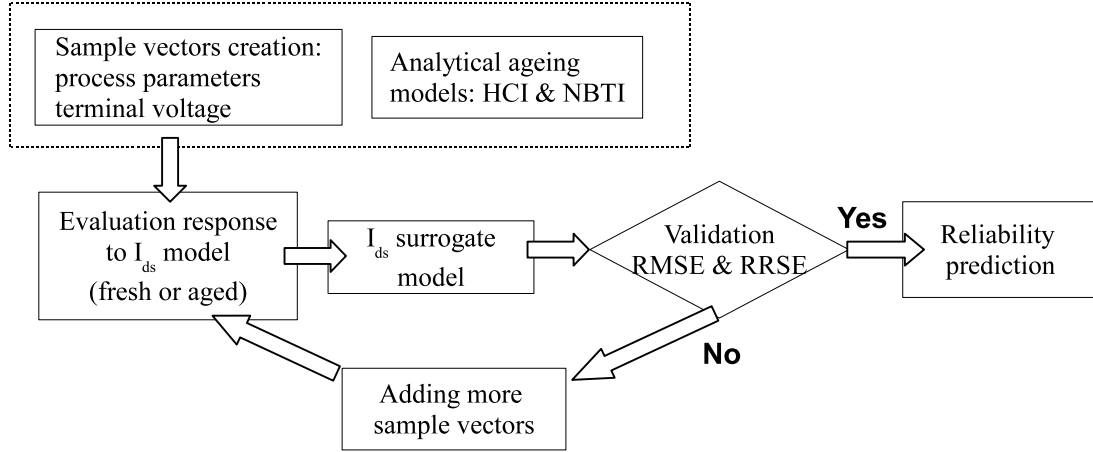 Sample vectors creation:
process parameters
terminal voltage
Analytical ageing
models: HCI & NBTI
Evaluation response
to Ids model
(fresh or aged)
Ids surrogate
model
Validation
RMSE & RRSE
Yes
Reliability
prediction
No
Adding more
sample vectors